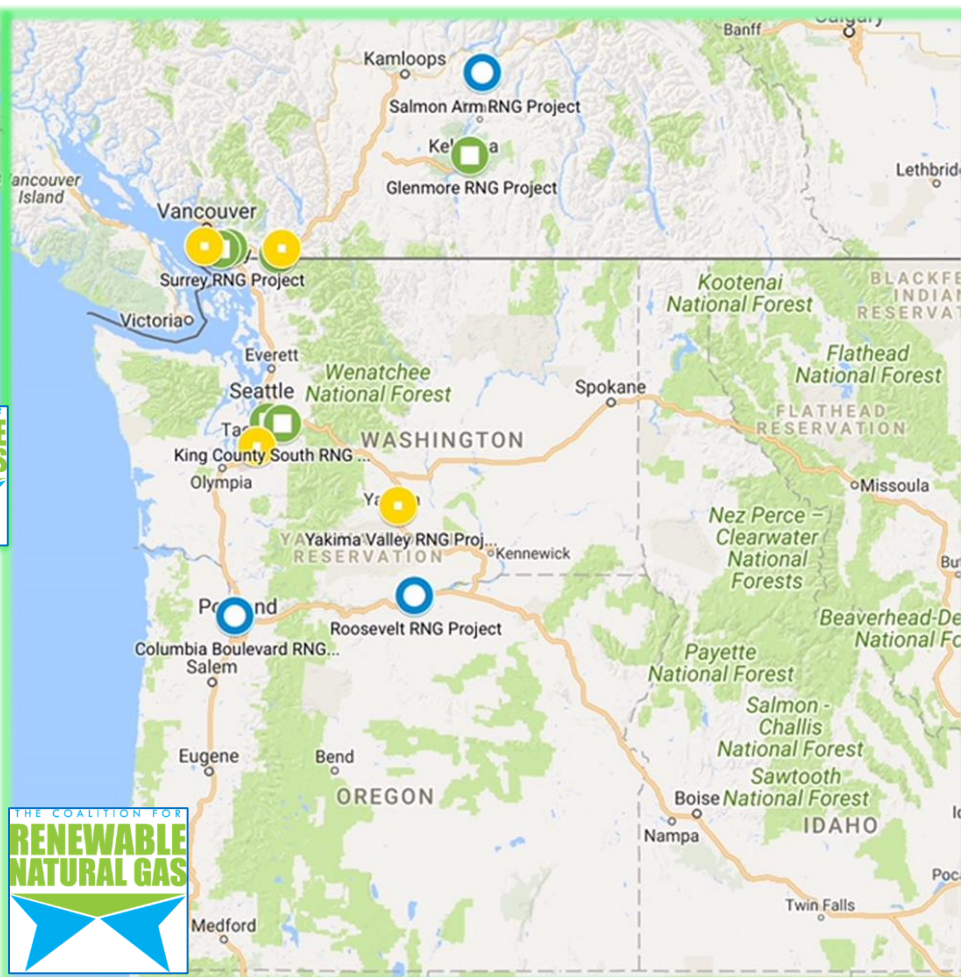 Banff
Calgary
Kamloops
Salmon Arm RNG Project
Glenmore RNG Project
Lethbrid
Vancouver
Island
Vancouver
Surrey RNG Project
Victoria
Kootenai
National Forest
BLACKFE
INDIAN
RESERVAT
Everett
Flathead
National Forest
Wenatchee
National Forest
Seattle
Spokane
FLATHEAD
RESERVATION
WASHINGTON
King County South RNG ...
Olympia
Missoula
Nez Perce –
Clearwater
National
Forests
Yakima Valley RNG Proj...
RESERVATION
Kennewick
Roosevelt RNG Project
Columbia Boulevard RNG...
Salem
Beaverhead-De
National Fo
Payette
National Forest
Salmon -
Challis
National Forest
Eugene
Bend
Sawtooth
National Forest
OREGON
Boise
IDAHO
Nampa
THE COALITION FOR
RENEWABLE
NATURAL GAS
Twin Falls
Poca
Medford